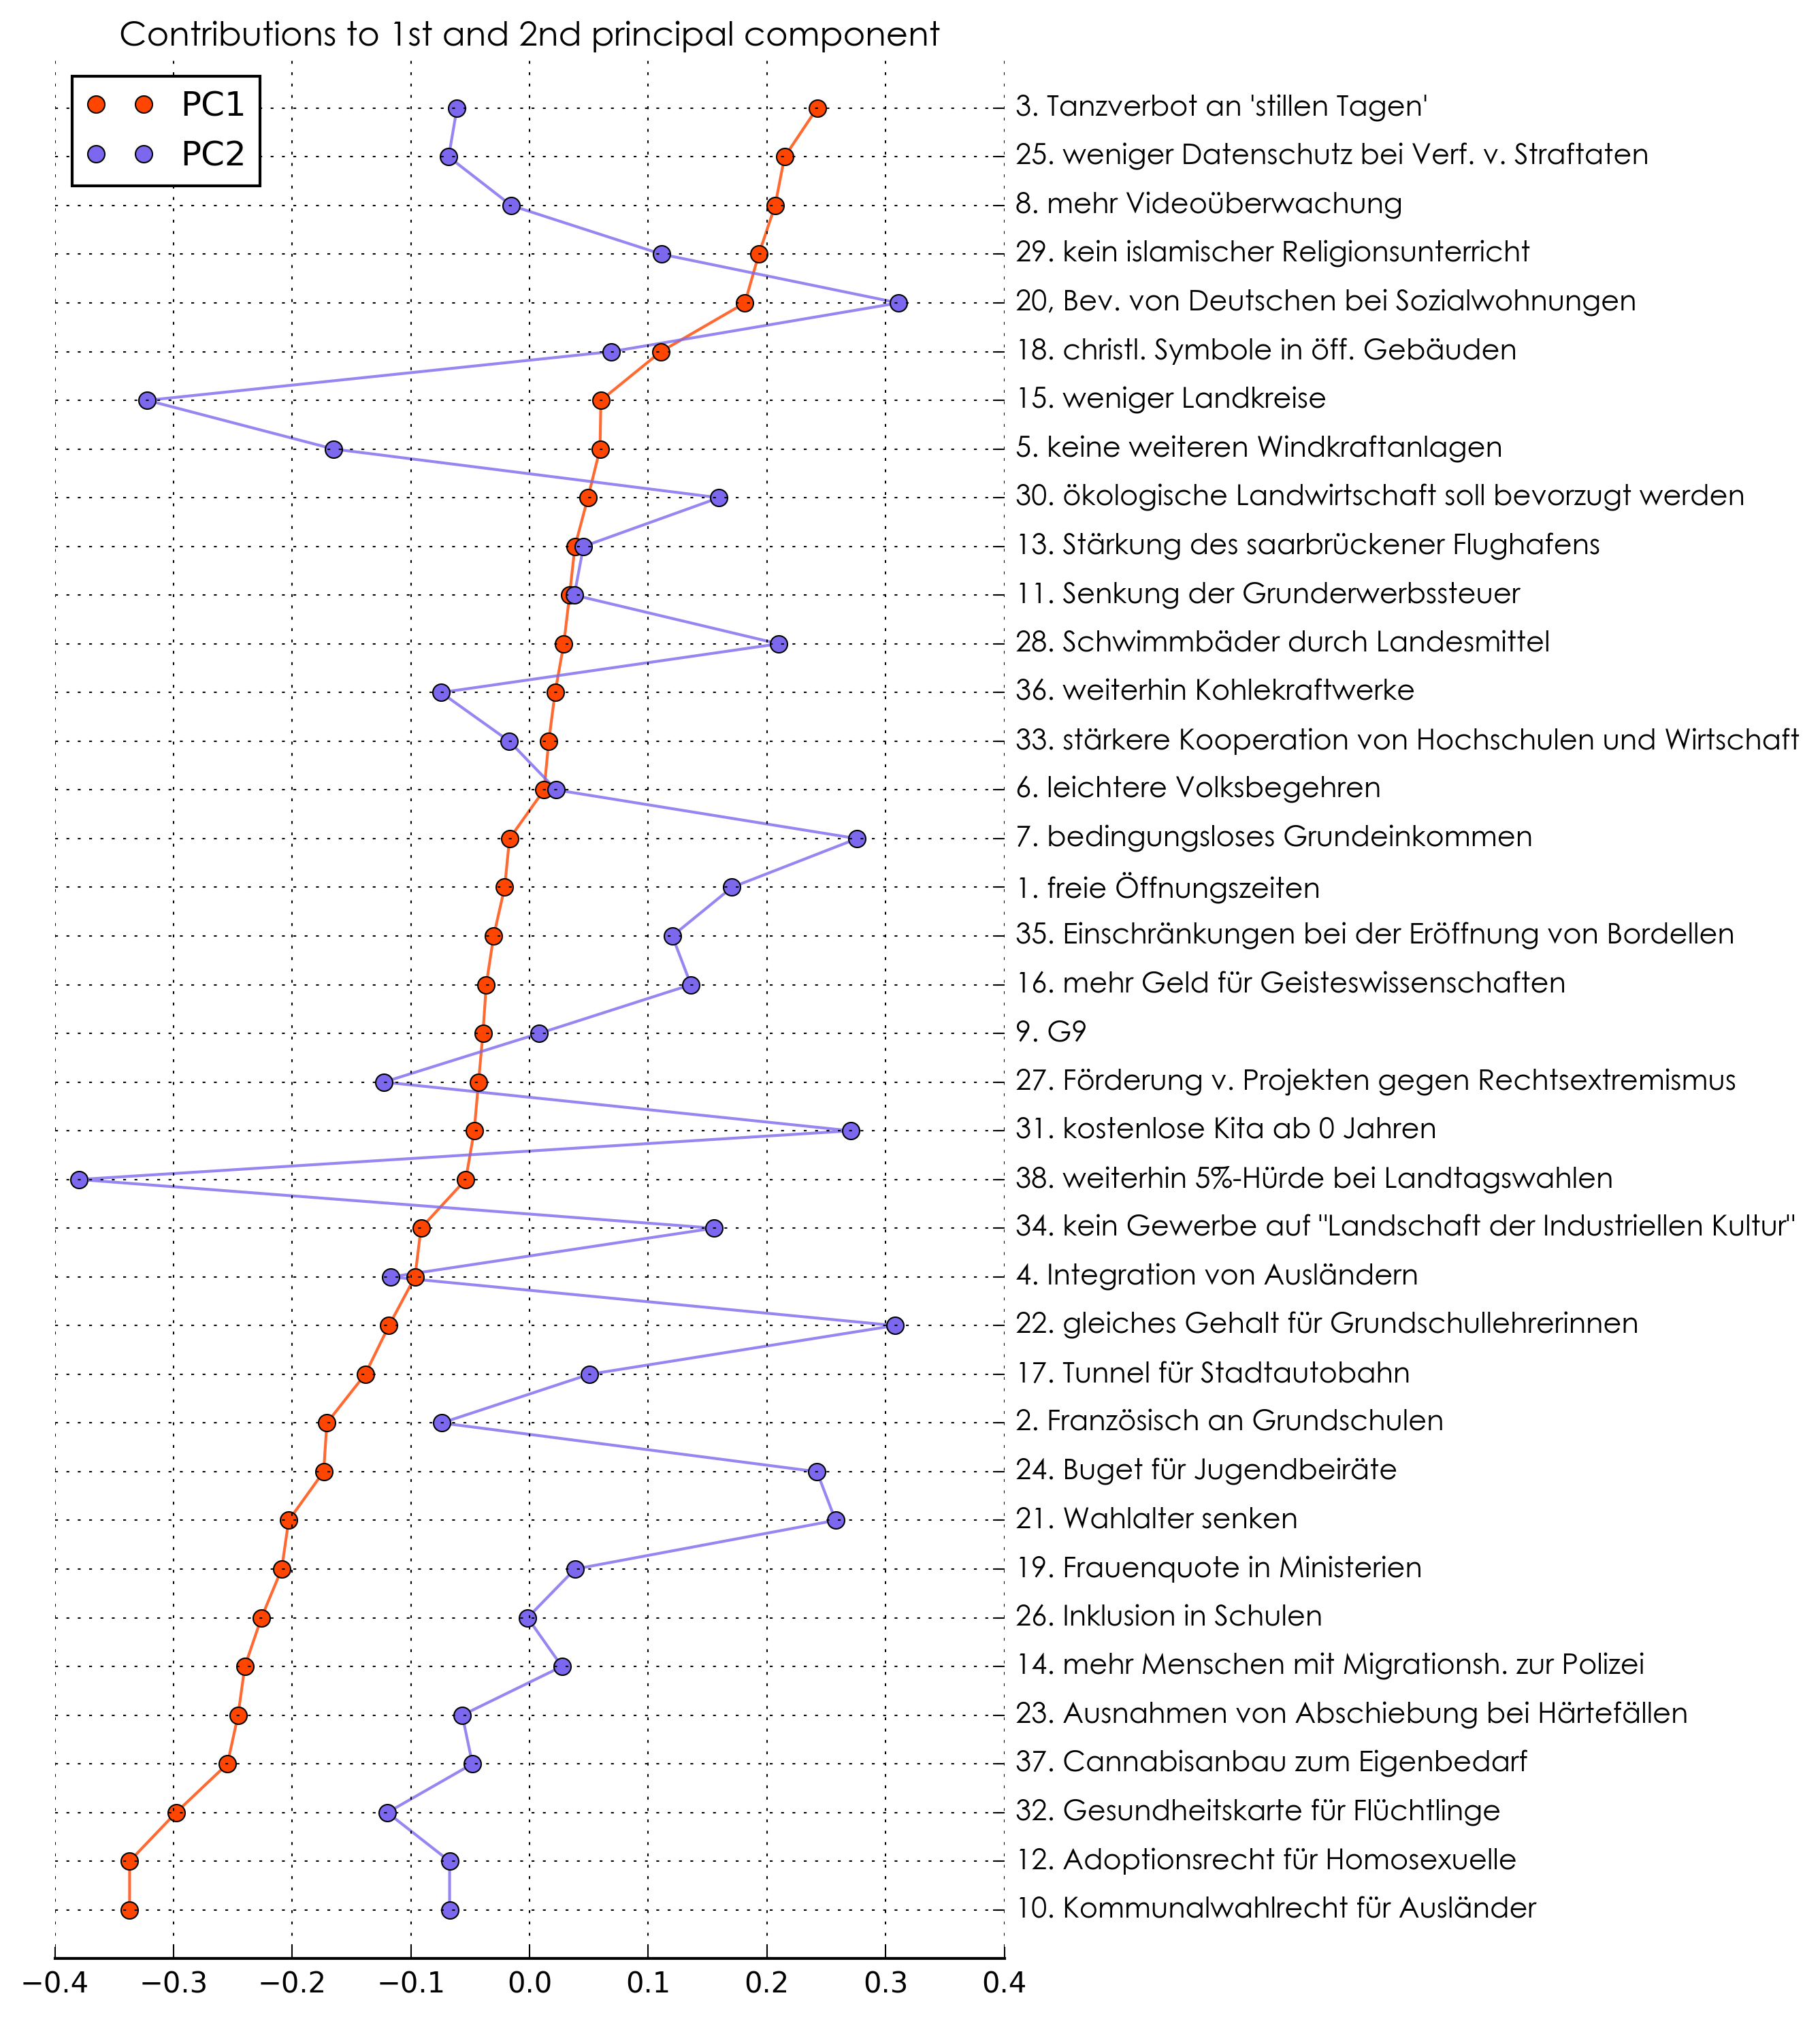 Contributions to 1st and 2nd principal component
PC1
PC2
3. Tanzverbot an 'stillen Tagen'
25. weniger Datenschutz bei Verf. v. Straftaten
8. mehr Videoüberwachung
29. kein islamischer Religionsunterricht
20, Bev. von Deutschen bei Sozialwohnungen
18. christl. Symbole in öff. Gebäuden
15. weniger Landkreise
5. keine weiteren Windkraftanlagen
30. ökologische Landwirtschaft soll bevorzugt werden
13. Stärkung des saarbrückener Flughafens
11. Senkung der Grunderwerbssteuer
28. Schwimmbäder durch Landesmittel
36. weiterhin Kohlekraftwerke
33. stärkere Kooperation von Hochschulen und Wirtschaft
6. leichtere Volksbegehren
7. bedingungsloses Grundeinkommen
1. freie Öffnungszeiten
35. Einschränkungen bei der Eröffnung von Bordellen
16. mehr Geld für Geisteswissenschaften
9. G9
27. Förderung v. Projekten gegen Rechtsextremismus
31. kostenlose Kita ab 0 Jahren
38. weiterhin 5%-Hürde bei Landtagswahlen
34. kein Gewerbe auf "Landschaft der Industriellen Kultur"
4. Integration von Ausländern
22. gleiches Gehalt für Grundschullehrerinnen
17. Tunnel für Stadtautobahn
2. Französisch an Grundschulen
24. Buget für Jugendbeiräte
21. Wahlalter senken
19. Frauenquote in Ministerien
26. Inklusion in Schulen
14. mehr Menschen mit Migrationsh. zur Polizei
23. Ausnahmen von Abschiebung bei Härtefällen
37. Cannabisanbau zum Eigenbedarf
32. Gesundheitskarte für Flüchtlinge
12. Adoptionsrecht für Homosexuelle
10. Kommunalwahlrecht für Ausländer
−0.4 −0.3 −0.2 −0.1 0.0 0.1 0.2 0.3 0.4